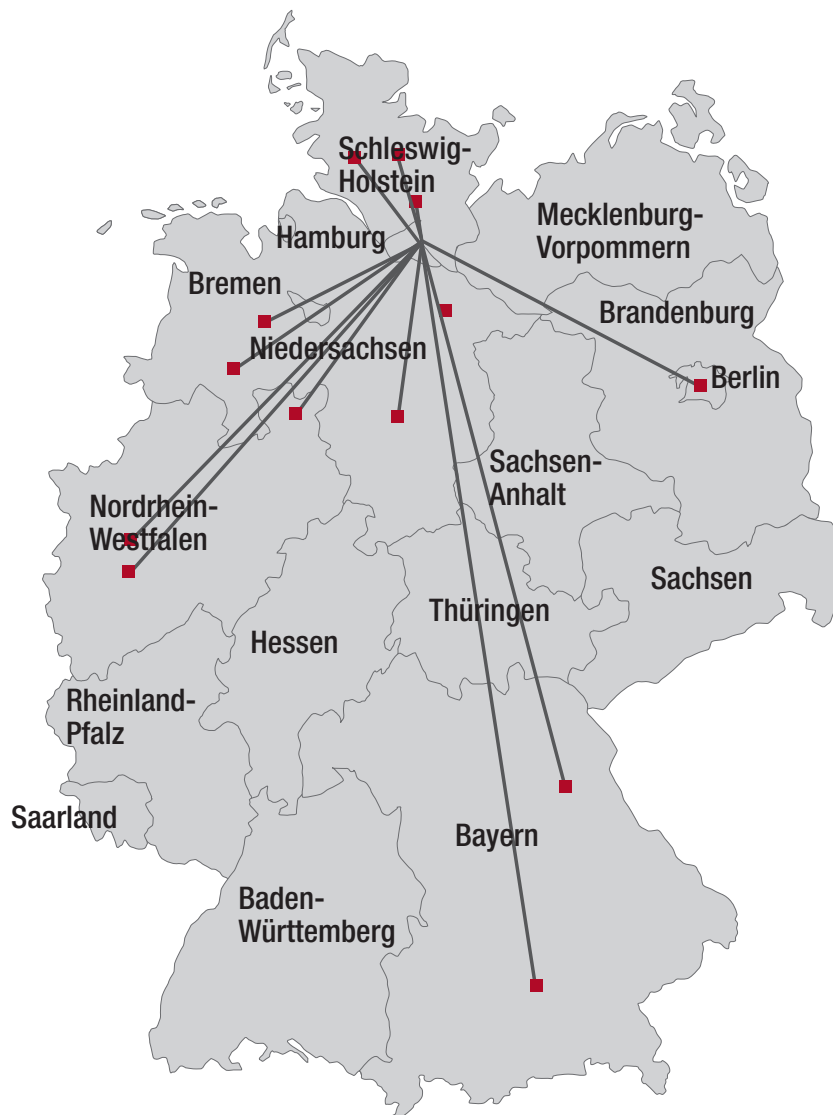 Schleswig-
Holstein
Mecklenburg-
Vorpommern
Hamburg
Bremen
Brandenburg
Niedersachsen
Berlin
Sachsen-
Anhalt
Nordrhein-
Westfalen
Sachsen
Thüringen
Hessen
Rheinland-
Pfalz
Saarland
Bayern
Baden-
Württemberg